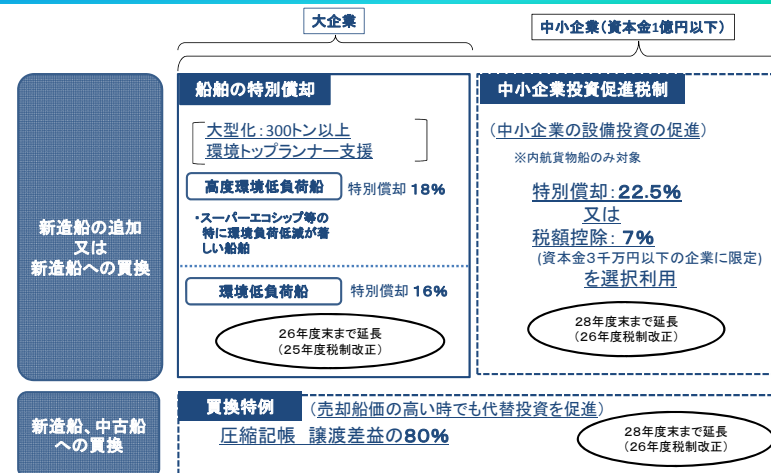 大企業
中小企業（資本金1億円以下）
新造船の追加
又は
新造船への買換
船舶の特別償却
大型化：300トン以上
環境トップランナー支援
高度環境低負荷船
特別償却 18%
・スーパーエコシップ等の
特に環境負荷低減が著
しい船舶
環境低負荷船
特別償却 16%
26年度末まで延長
（25年度税制改正）
中小企業投資促進税制
（中小企業の設備投資の促進）
※内航貨物船のみ対象
特別償却：22.5%
又は
税額控除：7%
(資本金３千万円以下の企業に限定)
を選択利用
28年度末まで延長
（26年度税制改正）
新造船、中古船
への買換
買換特例
（売却船価の高い時でも代替投資を促進）
圧縮記帳 譲渡差益の80%
28年度末まで延長
（26年度税制改正）